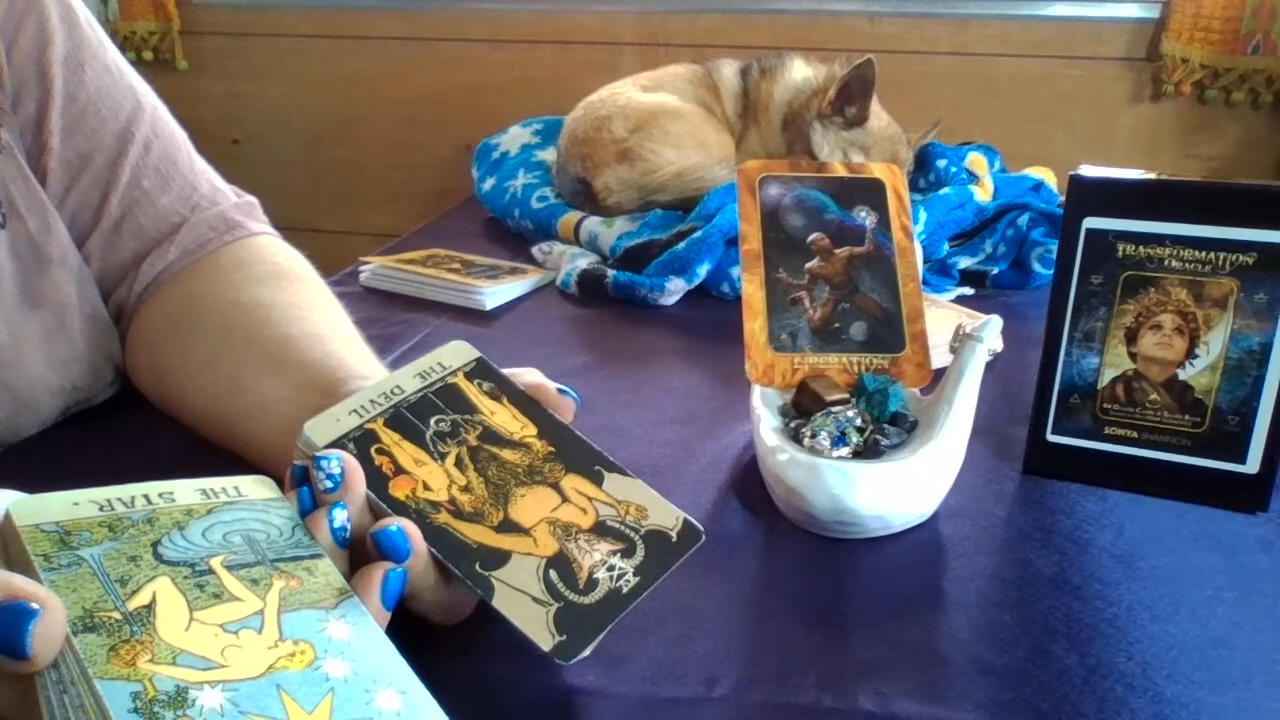 THE STAR.
THE DEVIL.
LIBERATION
TRANSFORMATION
ORACLE
SONYA SHANNON